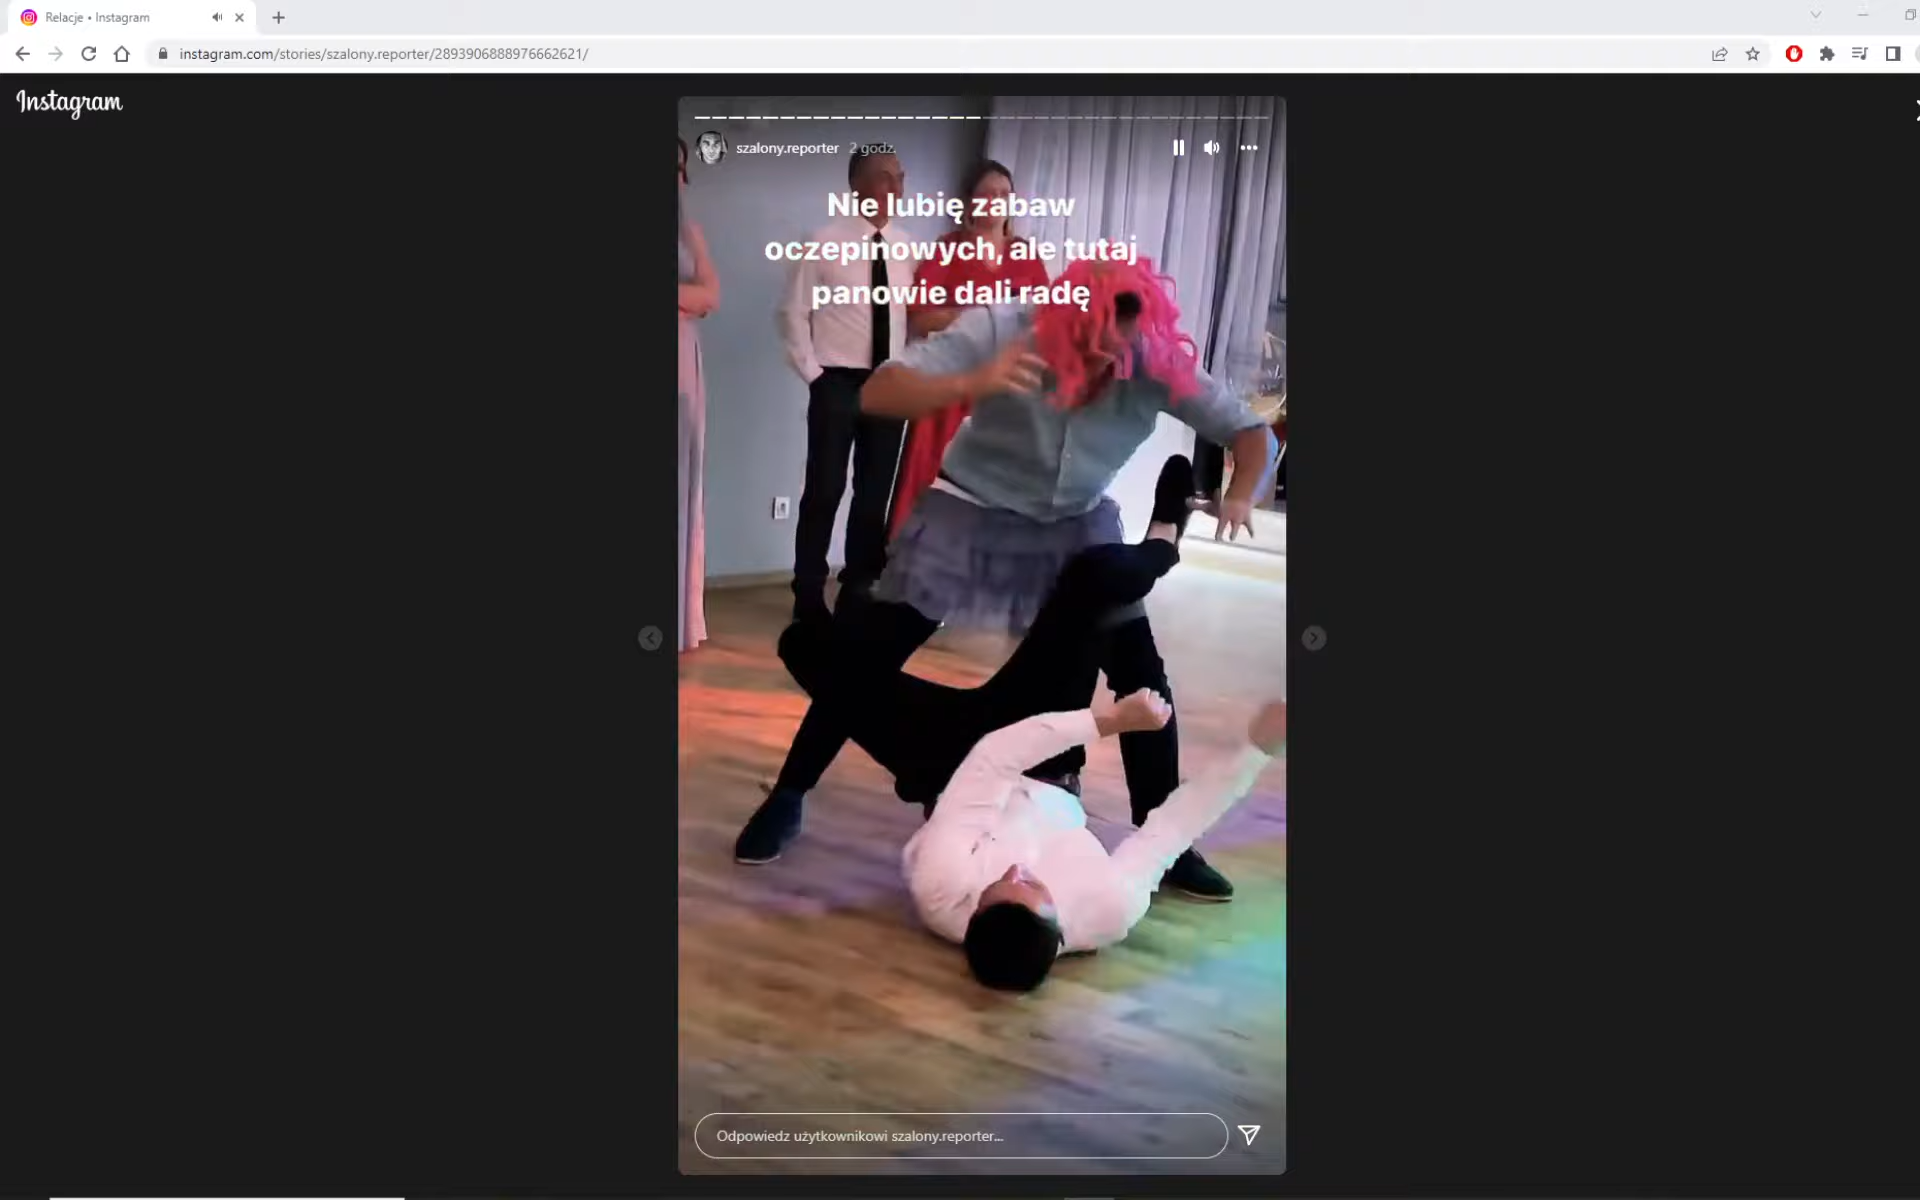 Relacje • Instagram
instagram.com/stories/szalony.reporter/2893906888976662621/
Instagram
szalony.reporter 2 godz.
Nie lubię zabaw
oczepinowych, ale tutaj
panowie dali radę
Odpowiedz użytkownikowi szalony.reporter...